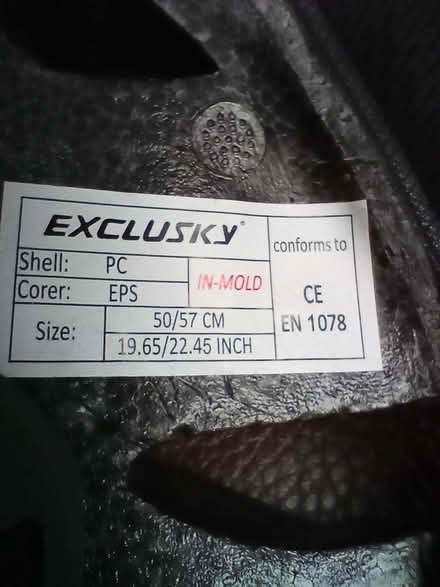 EXCLUSKY®
Shell: PC
Corer: EPS
IN-MOLD
Size: 50/57 CM
19.65/22.45 INCH
conforms to
CE
EN 1078